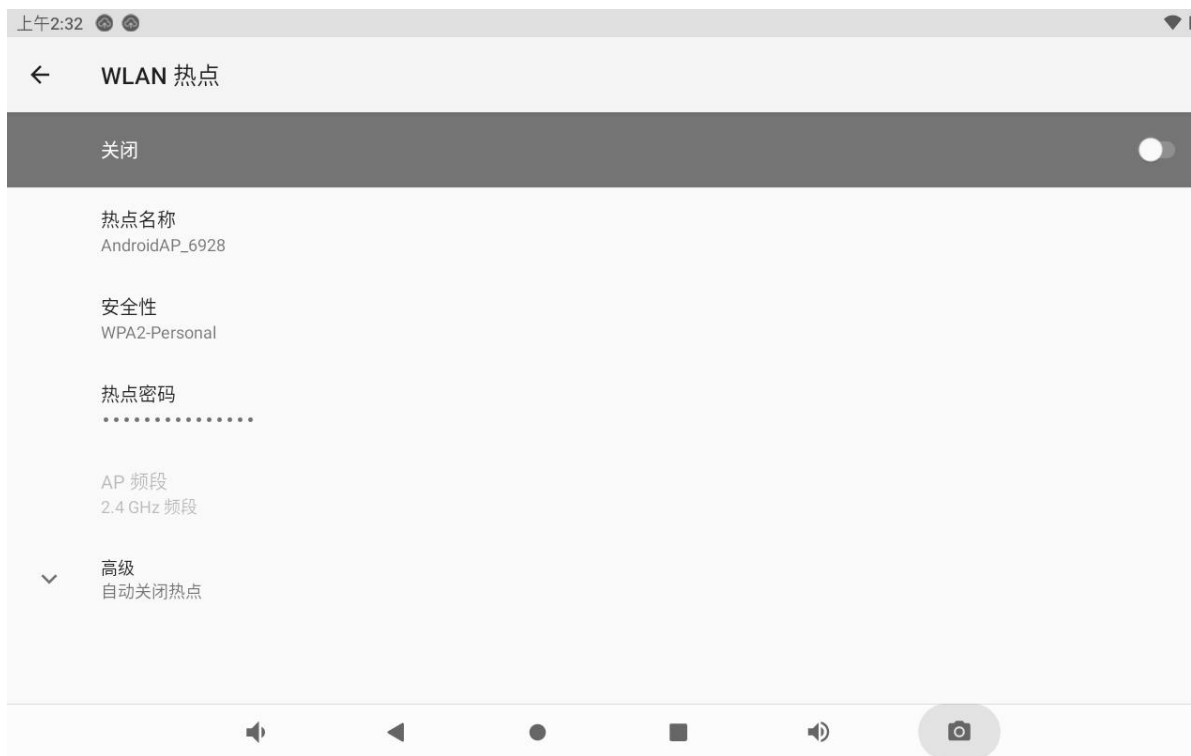 上午2:32
WLAN 热点
关闭
热点名称
AndroidAP_6928
安全性
WPA2-Personal
热点密码
•••••••••••••••
AP 频段
2.4 GHz 频段
高级
自动关闭热点